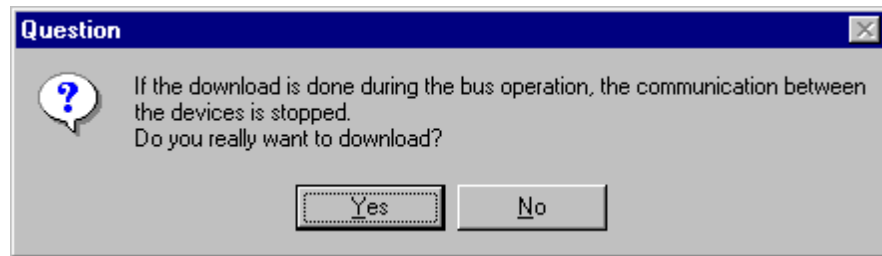 Question
If the download is done during the bus operation, the communication between
the devices is stopped.
Do you really want to download?
Yes No